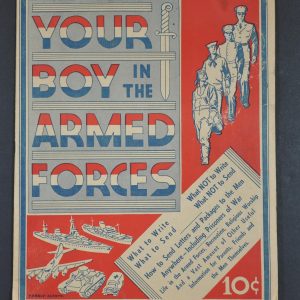 YOUR
BOY IN THE
ARMED
FORCES
What to Write
What to Send
What NOT to Write
What NOT to Send
How to Send Letters and Packages to the Men
Anywhere - Including Prisoners of War
Life in the Armed Forces, Recreation, Religious Worship,
And a Vast Amount of Other Useful
Information for Parents, Friends and
the Men Themselves.
10¢